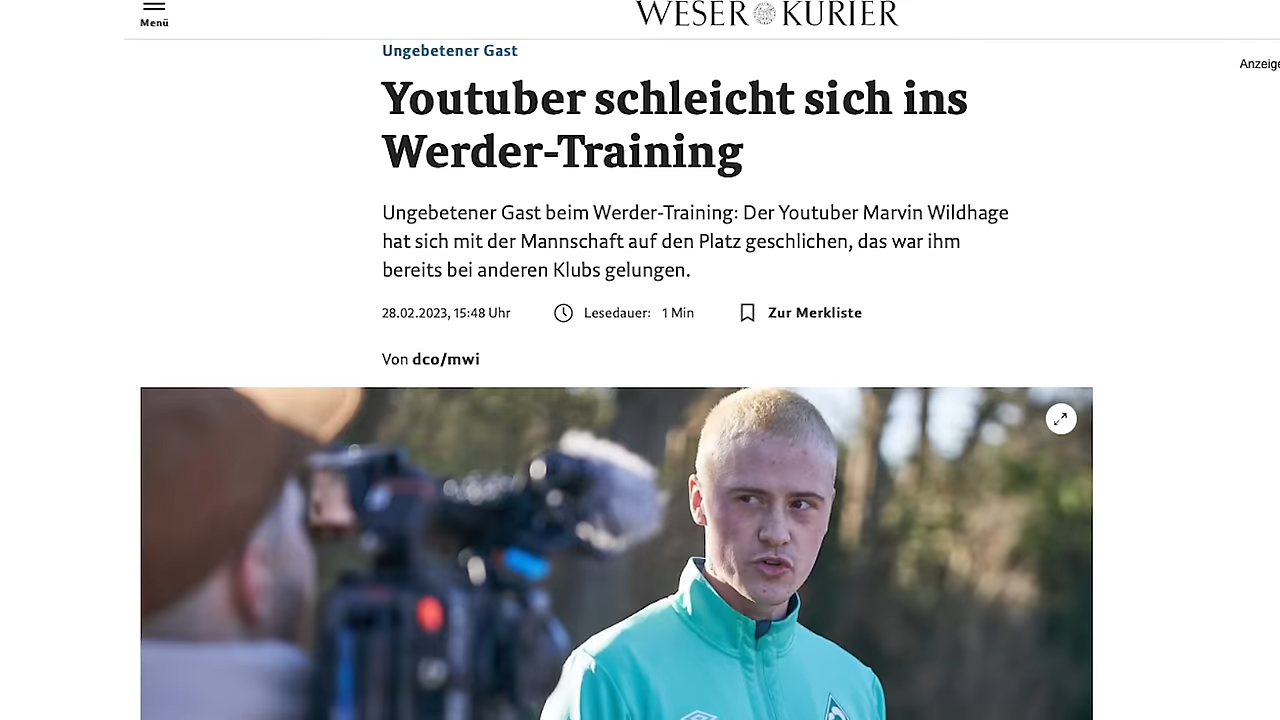 Menü
WESER KURIER
Anzeige
Ungebetener Gast
Youtuber schleicht sich ins
Werder-Training
Ungebetener Gast beim Werder-Training: Der Youtuber Marvin Wildhage
hat sich mit der Mannschaft auf den Platz geschlichen, das war ihm
bereits bei anderen Klubs gelungen.
28.02.2023, 15:48 Uhr Lesedauer: 1 Min Zur Merkliste
Von dco/mwi